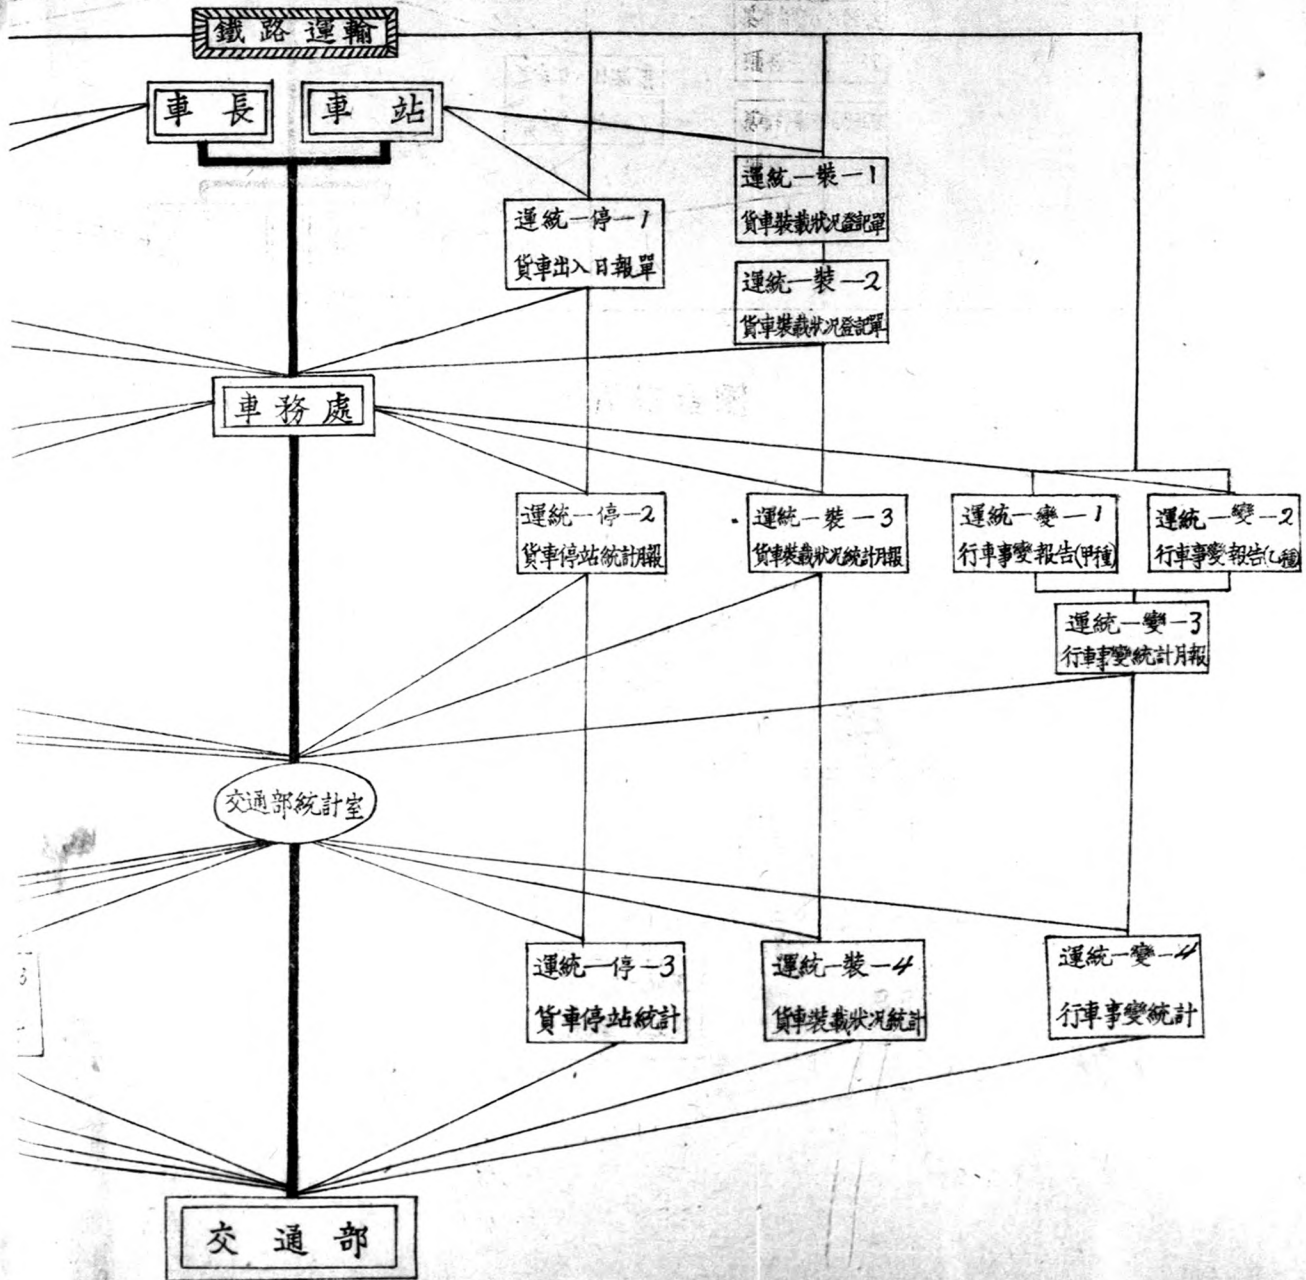 鐵路運輸
車長
車站
運統一裝一1
貨車裝載狀况登記單
運統一停一1
貨車出入日報單
運統一裝一2
貨車裝載狀况登記單
車務處
運統一停一2
貨車停站統計月報
運統一裝一3
貨車裝載狀况統計月報
運統一變一1
行車事變報告(甲種)
運統一變一2
行車事變報告(乙種)
運統一變一3
行車事變統計月報
交通部統計室
運統一停一3
貨車停站統計
運統一裝一4
貨車裝載狀况統計
運統一變一4
行車事變統計
3
交通部